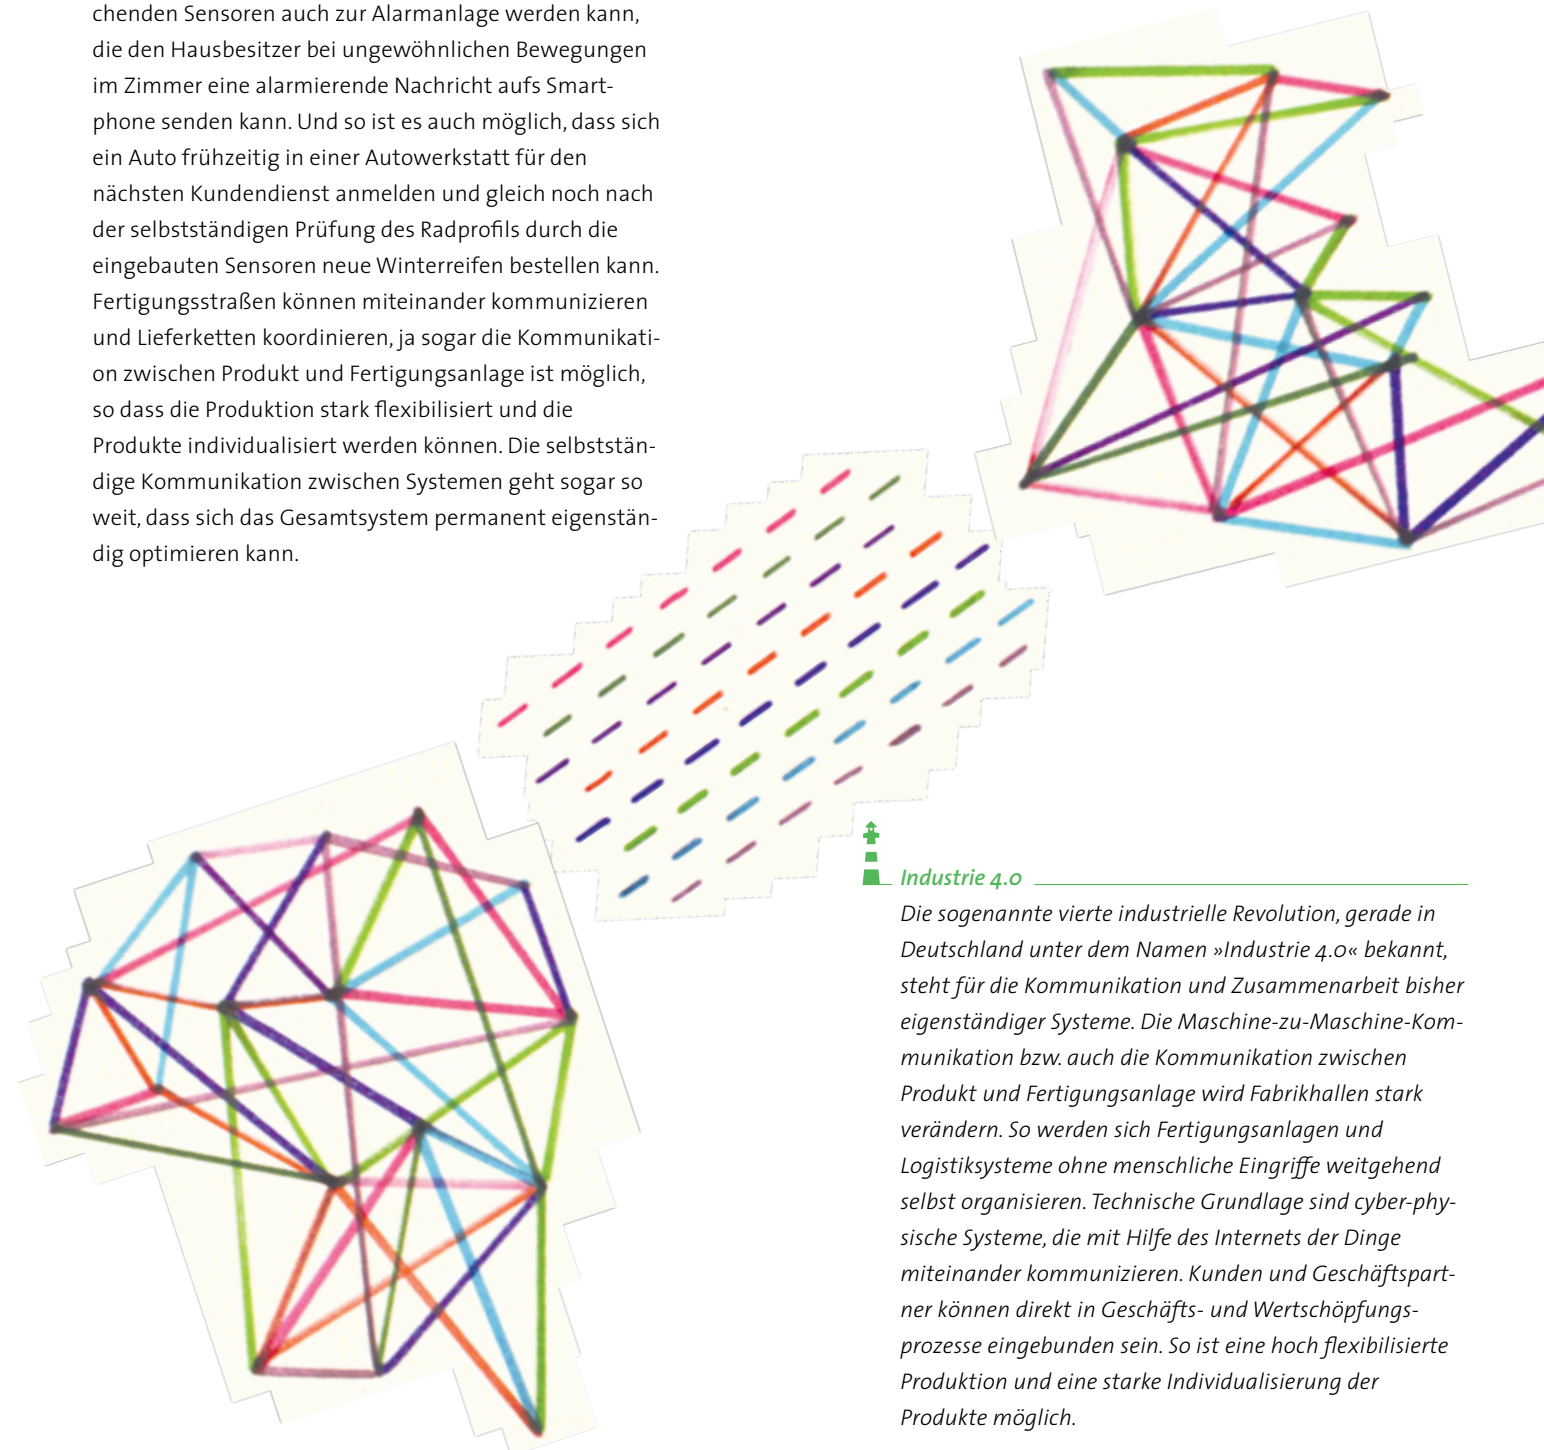 chenden Sensoren auch zur Alarmanlage werden kann,
die den Hausbesitzer bei ungewöhnlichen Bewegungen
im Zimmer eine alarmierende Nachricht aufs Smart-
phone senden kann. Und so ist es auch möglich, dass sich
ein Auto frühzeitig in einer Autowerkstatt für den
nächsten Kundendienst anmelden und gleich noch nach
der selbstständigen Prüfung des Radprofils durch die
eingebauten Sensoren neue Winterreifen bestellen kann.
Fertigungsstraßen können miteinander kommunizieren
und Lieferketten koordinieren, ja sogar die Kommunikati-
on zwischen Produkt und Fertigungsanlage ist möglich,
so dass die Produktion stark flexibilisiert und die
Produkte individualisiert werden können. Die selbststän-
dige Kommunikation zwischen Systemen geht sogar so
weit, dass sich das Gesamtsystem permanent eigenstän-
dig optimieren kann.
Industrie 4.0
Die sogenannte vierte industrielle Revolution, gerade in
Deutschland unter dem Namen »Industrie 4.0« bekannt,
steht für die Kommunikation und Zusammenarbeit bisher
eigenständiger Systeme. Die Maschine-zu-Maschine-Kom-
munikation bzw. auch die Kommunikation zwischen
Produkt und Fertigungsanlage wird Fabrikhallen stark
verändern. So werden sich Fertigungsanlagen und
Logistiksysteme ohne menschliche Eingriffe weitgehend
selbst organisieren. Technische Grundlage sind cyber-phy-
sische Systeme, die mit Hilfe des Internets der Dinge
miteinander kommunizieren. Kunden und Geschäftspart-
ner können direkt in Geschäfts- und Wertschöpfungs-
prozesse eingebunden sein. So ist eine hoch flexibilisierte
Produktion und eine starke Individualisierung der
Produkte möglich.